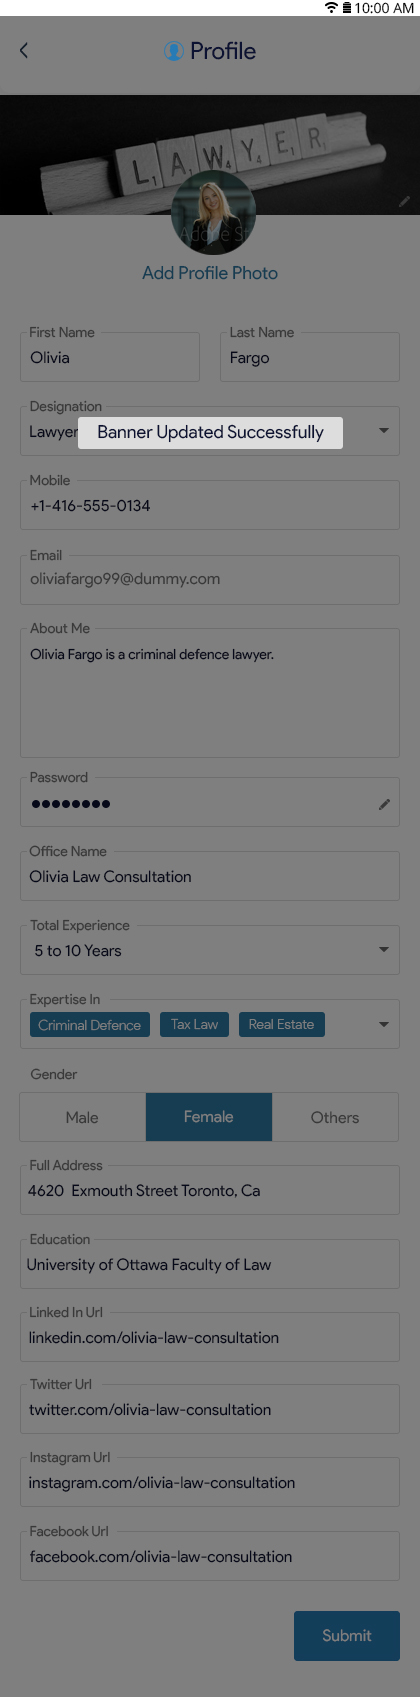 10:00 AM
Profile
LAWYER
Add Profile Photo
First Name
Last Name
Olivia
Fargo
Designation
Lawyer
Banner Updated Successfully
Mobile
+1-416-555-0134
Email
oliviafargo99@dummy.com
About Me
Olivia Fargo is a criminal defence lawyer.
Password
Office Name
Olivia Law Consultation
Total Experience
5 to 10 Years
Expertise In
Criminal Defence Tax Law Real Estate
Gender
Male Female Others
Full Address
4620 Exmouth Street Toronto, Ca
Education
University of Ottawa Faculty of Law
Linked In Url
linkedin.com/olivia-law-consultation
Twitter Url
twitter.com/olivia-law-consultation
Instagram Url
instagram.com/olivia-law-consultation
Facebook Url
facebook.com/olivia-law-consultation
Submit